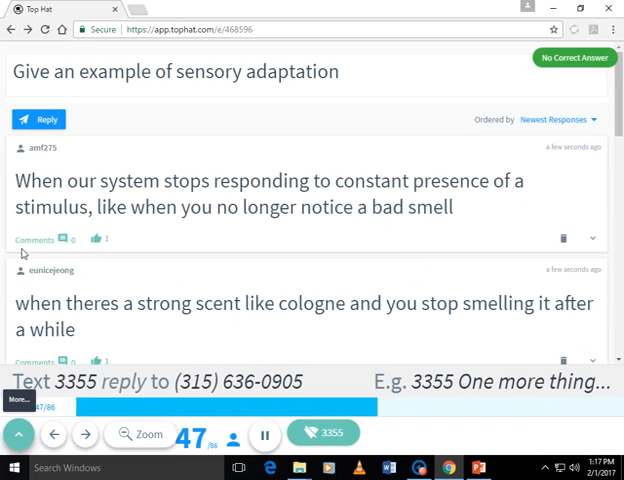 Top Hat
Secure
https://app.tophat.com/e/468596
Give an example of sensory adaptation
No Correct Answer
Reply
Ordered by Newest Responses
amf275
a few seconds ago
When our system stops responding to constant presence of a
stimulus, like when you no longer notice a bad smell
Comments 0 1
eunicejeong
a few seconds ago
when theres a strong scent like cologne and you stop smelling it after
a while
Comments 0 1
Text 3355 reply to (315) 636-0905 E.g. 3355 One more thing...
More...
47/86
Zoom
47 /86
3355
Search Windows
1:17 PM
2/1/2017